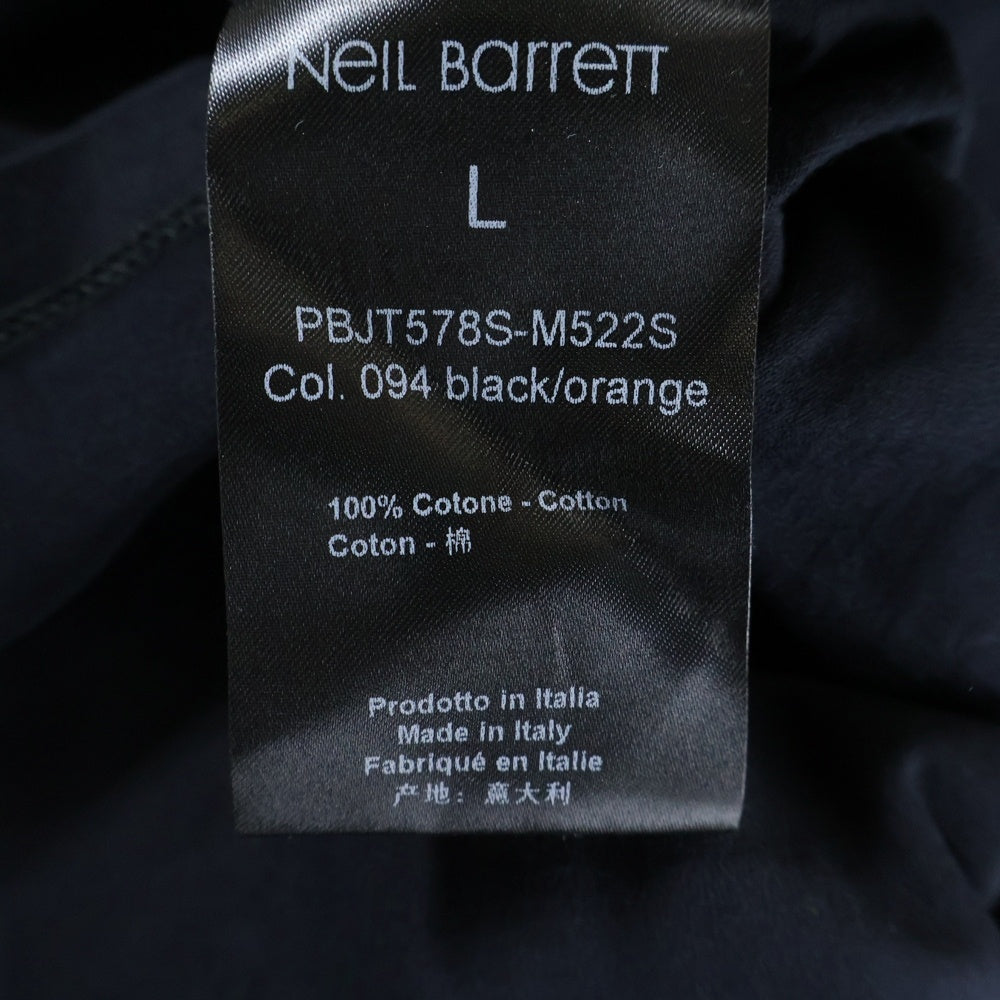 Neil Barrett
L
PBJT578S-M522S
Col. 094 black/orange
100% Cotone - Cotton
Coton - 棉
Prodotto in Italia
Made in Italy
Fabriqué en Italie
产地：意大利